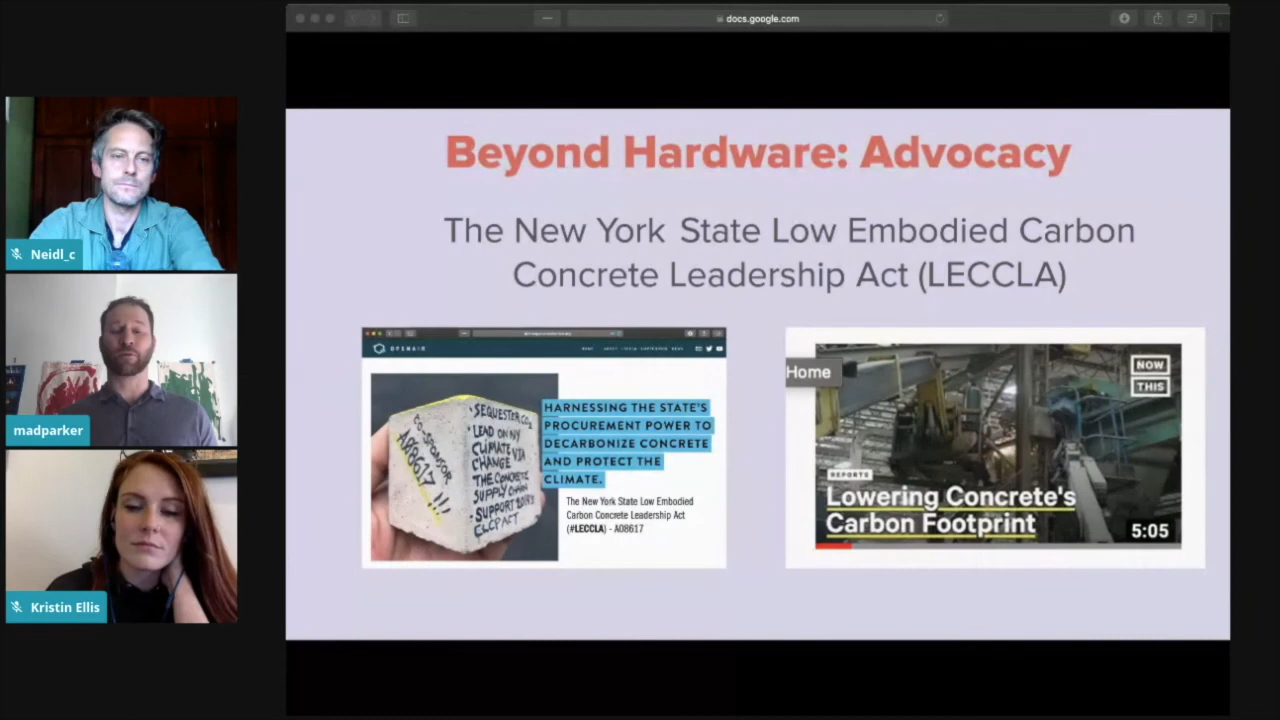 docs.google.com
Neidl_c
madparker
Kristin Ellis
Beyond Hardware: Advocacy
The New York State Low Embodied Carbon
Concrete Leadership Act (LECCLA)
OPENAIR
CO-SPONSOR
A08617 !!!
• SEQUESTER CO2
• LEAD ON NY
CLIMATE VIA
CHANGE
THE CONCRETE
SUPPLY CHAIN
• SUPPORT
HARNESSING THE STATE'S
PROCUREMENT POWER TO
DECARBONIZE CONCRETE
AND PROTECT THE
CLIMATE.
The New York State Low Embodied
Carbon Concrete Leadership Act
(#LECCLA) - A08617
Home
NOW
THIS
REPORTS
Lowering Concrete's
Carbon Footprint
5:05